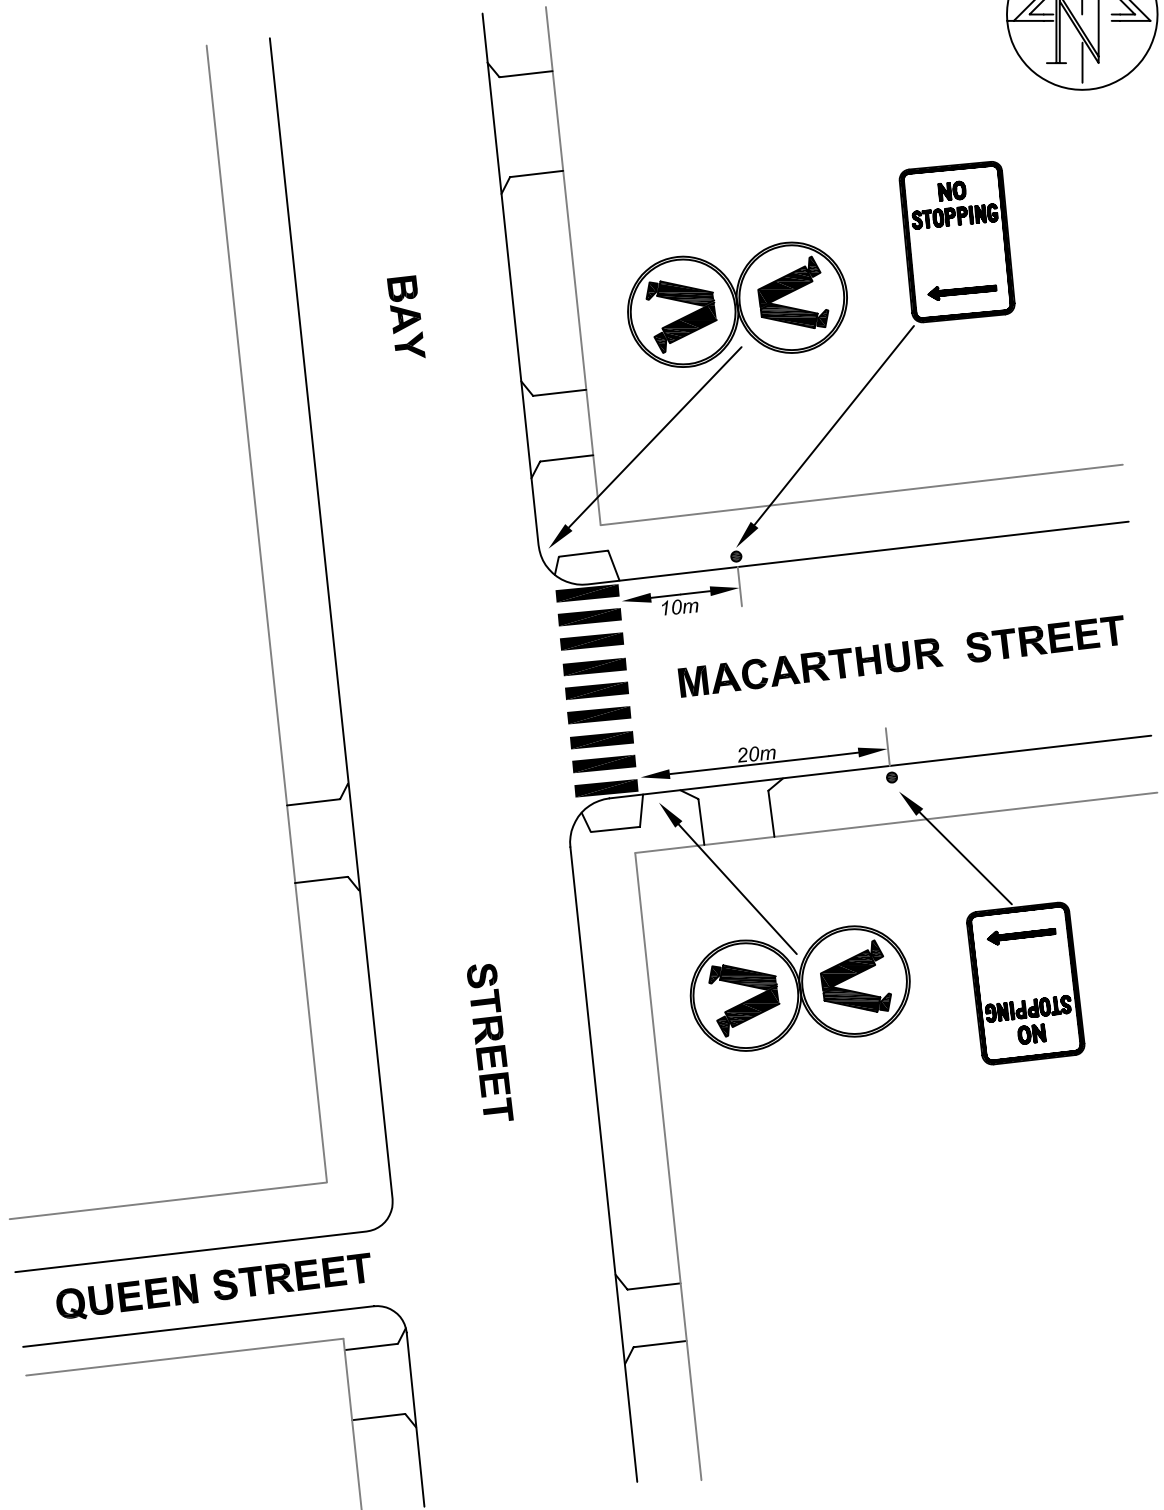 N
NO
STOPPING
BAY
10m
MACARTHUR STREET
20m
STREET
NO
STOPPING
QUEEN STREET